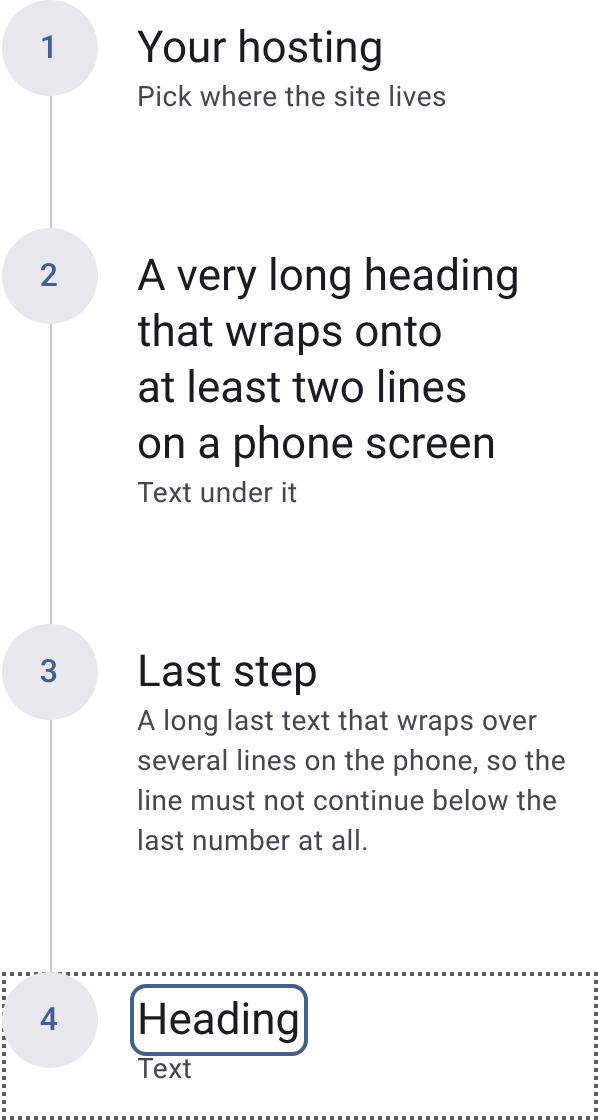 1
Your hosting
Pick where the site lives
2
A very long heading
that wraps onto
at least two lines
on a phone screen
Text under it
3
Last step
A long last text that wraps over
several lines on the phone, so the
line must not continue below the
last number at all.
4
Heading
Text